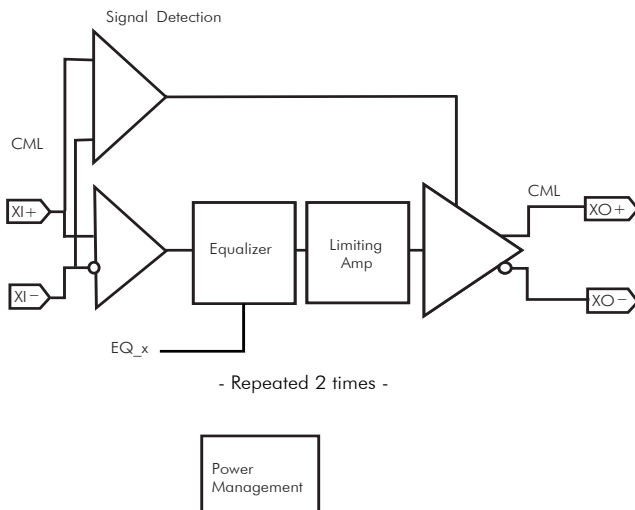 Signal Detection
CML
XI+
XI−
Equalizer
Limiting
Amp
CML
XO+
XO−
EQ_x
- Repeated 2 times -
Power
Management